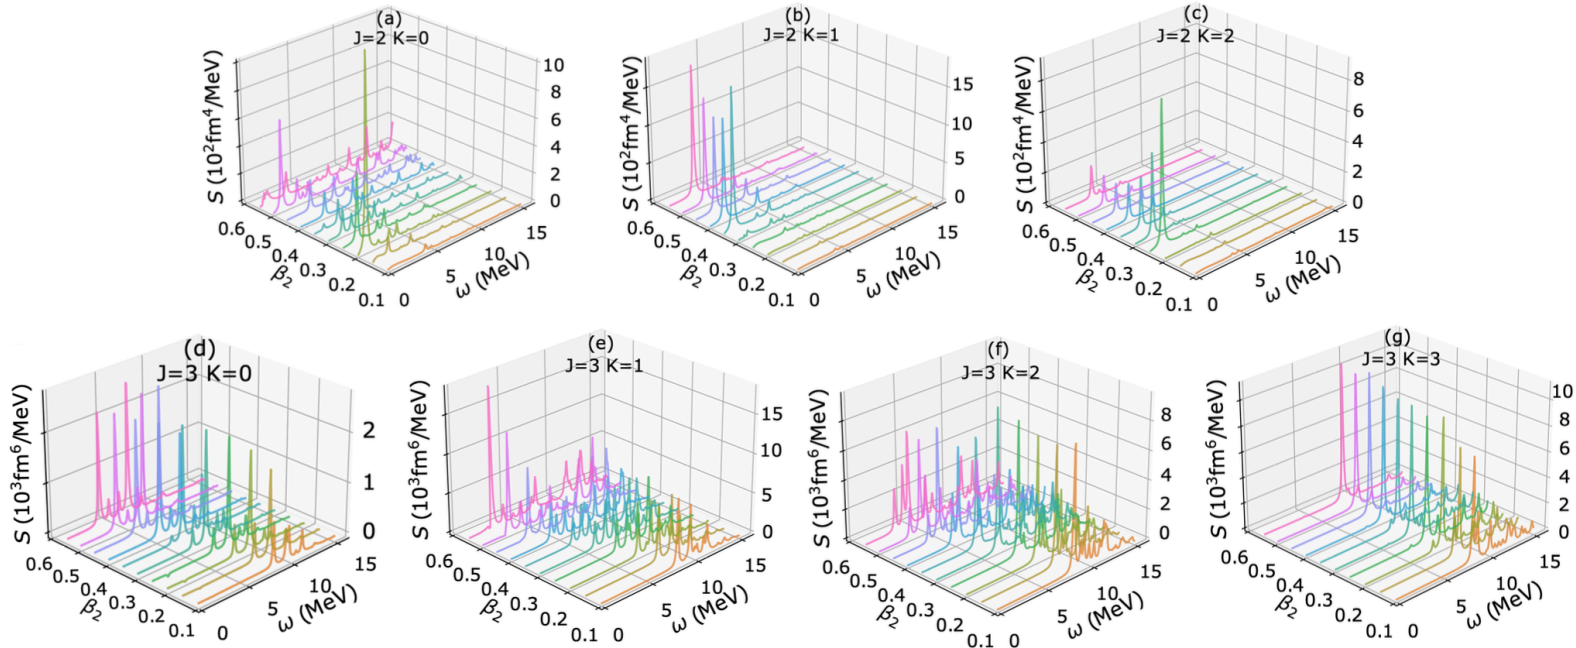 (a)
J=2 K=0
S (10²fm⁴/MeV)
10
8
6
4
2
0
0.6
0.5
0.4
0.3
0.2
0.1
β₂
0
5
10
15
ω (MeV)
(b)
J=2 K=1
S (10²fm⁴/MeV)
15
10
5
0
0.6
0.5
0.4
0.3
0.2
0.1
β₂
0
5
10
15
ω (MeV)
(c)
J=2 K=2
S (10²fm⁴/MeV)
8
6
4
2
0
0.6
0.5
0.4
0.3
0.2
0.1
β₂
0
5
10
15
ω (MeV)
(d)
J=3 K=0
S (10³fm⁶/MeV)
2
1
0
0.6
0.5
0.4
0.3
0.2
0.1
β₂
0
5
10
15
ω (MeV)
(e)
J=3 K=1
S (10³fm⁶/MeV)
15
10
5
0
0.6
0.5
0.4
0.3
0.2
0.1
β₂
0
5
10
15
ω (MeV)
(f)
J=3 K=2
S (10³fm⁶/MeV)
8
6
4
2
0
0.6
0.5
0.4
0.3
0.2
0.1
β₂
0
5
10
15
ω (MeV)
(g)
J=3 K=3
S (10³fm⁶/MeV)
10
8
6
4
2
0
0.6
0.5
0.4
0.3
0.2
0.1
β₂
0
5
10
15
ω (MeV)